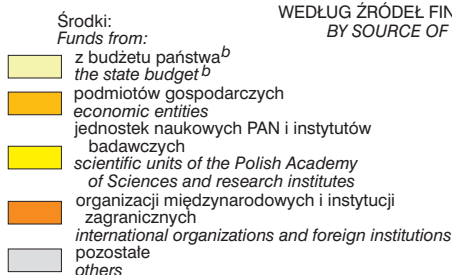 WEDŁUG ŹRÓDEŁ FIN
BY SOURCE OF
Środki:
Funds from:
z budżetu państwa b
the state budget b
podmiotów gospodarczych
economic entities
jednostek naukowych PAN i instytutów
badawczych
scientific units of the Polish Academy
of Sciences and research institutes
organizacji międzynarodowych i instytucji
zagranicznych
international organizations and foreign institutions
pozostałe
others